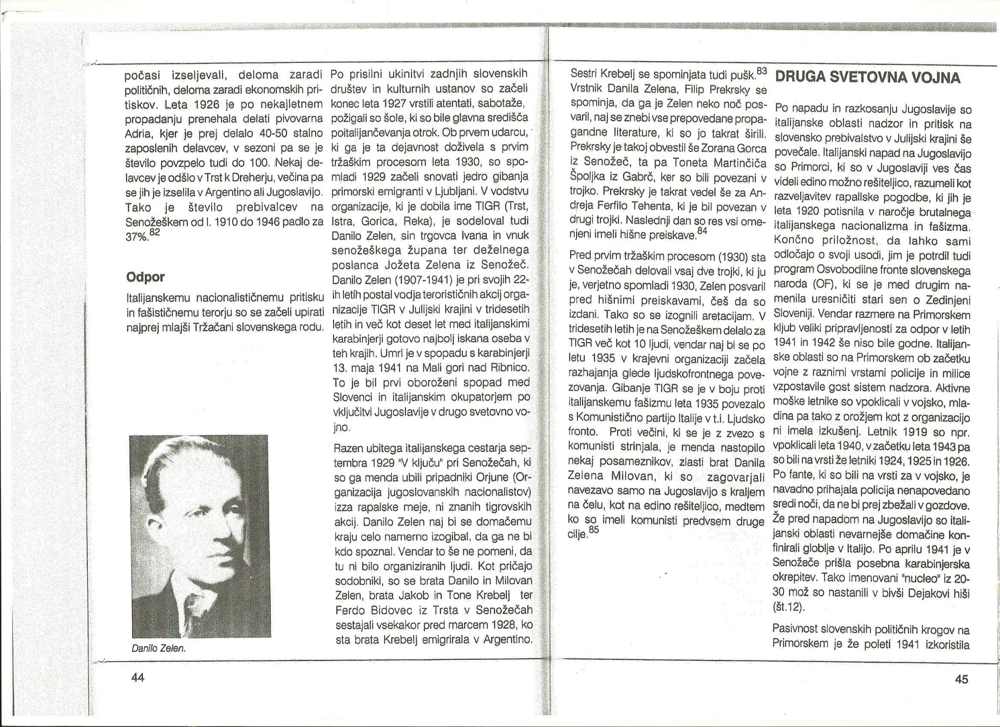 počasi izseljevali, deloma zaradi
političnih, deloma zaradi ekonomskih pri-
tiskov. Leta 1926 je po nekajletnem
propadanju prenehala delati pivovarna
Adria, kjer je prej delalo 40-50 stalno
zaposlenih delavcev, v sezoni pa se je
število povzpelo tudi do 100. Nekaj de-
lavcev je odšlo v Trst k Dreherju, večina pa
se jih je izselila v Argentino ali Jugoslavijo.
Tako je število prebivalcev na
Senožeškem od l. 1910 do 1946 padlo za
37%.82
Odpor
Italijanskemu nacionalističnemu pritisku
in fašističnemu terorju so se začeli upirati
najprej mlajši Tržačani slovenskega rodu.
Danilo Zelen.
44
Po prisilni ukinitvi zadnjih slovenskih
društev in kulturnih ustanov so začeli
konec leta 1927 vrstili atentati, sabotaže,
požigali so šole, ki so bile glavna središča
poitalijančevanja otrok. Ob prvem udarcu,
ki ga je ta dejavnost doživela s prvim
tržaškim procesom leta 1930, so spo-
mladi 1929 začeli snovati jedro gibanja
primorski emigranti v Ljubljani. V vodstvu
organizacije, ki je dobila ime TIGR (Trst,
Istra, Gorica, Reka), je sodeloval tudi
Danilo Zelen, sin trgovca Ivana in vnuk
senožeškega župana ter deželnega
poslanca Jožeta Zelena iz Senožeč.
Danilo Zelen (1907-1941) je pri svojih 22-
ih letih postal vodja terorističnih akcij orga-
nizacije TIGR v Julijski krajini v tridesetih
letih in več kot deset let med italijanskimi
karabinjerji gotovo najbolj iskana oseba v
teh krajih. Umrl je v spopadu s karabinjerji
13. maja 1941 na Mali gori nad Ribnico.
To je bil prvi oboroženi spopad med
Slovenci in italijanskim okupatorjem po
vključitvi Jugoslavije v drugo svetovno vo-
jno.
Razen ubitega italijanskega cestarja sep-
tembra 1929 "V ključu" pri Senožečah, ki
so ga menda ubili pripadniki Orjune (Or-
ganizacija jugoslovanskih nacionalistov)
izza rapalske meje, ni znanih tigrovskih
akcij. Danilo Zelen naj bi se domačemu
kraju celo namerno izogibal, da ga ne bi
kdo spoznal. Vendar to še ne pomeni, da
tu ni bilo organiziranih ljudi. Kot pričajo
sodobniki, so se brata Danilo in Milovan
Zelen, brata Jakob in Tone Krebelj ter
Ferdo Bidovec iz Trsta v Senožečah
sestajali vsekakor pred marcem 1928, ko
sta brata Krebelj emigrirala v Argentino.
Sestri Krebelj se spominjata tudi pušk.83
Vrstnik Danila Zelena, Filip Prekrsky se
spominja, da ga je Zelen neko noč pos-
varil, naj se znebi vse prepovedane propa-
gandne literature, ki so jo takrat širili.
Prekrsky je takoj obvestil še Zorana Gorca
iz Senožeč, ta pa Toneta Martinčiča
Špoljka iz Gabrč, ker so bili povezani v
trojko. Prekrsky je takrat vedel še za An-
dreja Ferfilo Tehenta, ki je bil povezan v
drugi trojki. Naslednji dan so res vsi ome-
njeni imeli hišne preiskave.84
Pred prvim tržaškim procesom (1930) sta
v Senožečah delovali vsaj dve trojki, ki ju
je, verjetno spomladi 1930, Zelen posvaril
pred hišnimi preiskavami, češ da so
izdani. Tako so se izognili aretacijam. V
tridesetih letih je na Senožeškem delalo za
TIGR več kot 10 ljudi, vendar naj bi se po
letu 1935 v krajevni organizaciji začela
razhajanja glede ljudskofrontnega pove-
zovanja. Gibanje TIGR se je v boju proti
italijanskemu fašizmu leta 1935 povezalo
s Komunistično partijo Italije v t.i. Ljudsko
fronto. Proti večini, ki se je z zvezo s
komunisti strinjala, je menda nastopilo
nekaj posameznikov, zlasti brat Danila
Zelena Milovan, ki so zagovarjali
navezavo samo na Jugoslavijo s kraljem
na čelu, kot na edino rešiteljico, medtem
ko so imeli komunisti predvsem druge
cilje.85
DRUGA SVETOVNA VOJNA
Po napadu in razkosanju Jugoslavije so
italijanske oblasti nadzor in pritisk na
slovensko prebivalstvo v Julijski krajini še
povečale. Italijanski napad na Jugoslavijo
so Primorci, ki so v Jugoslaviji ves čas
videli edino možno rešiteljico, razumeli kot
razveljavitev rapallske pogodbe, ki jih je
leta 1920 potisnila v naročje brutalnega
italijanskega nacionalizma in fašizma.
Končno priložnost, da lahko sami
odločajo o svoji usodi, jim je potrdil tudi
program Osvobodilne fronte slovenskega
naroda (OF), ki se je med drugim na-
menila uresničiti stari sen o Zedinjeni
Sloveniji. Vendar razmere na Primorskem
kljub veliki pripravljenosti za odpor v letih
1941 in 1942 še niso bile godne. Italijan-
ske oblasti so na Primorskem ob začetku
vojne z raznimi vrstami policije in milice
vzpostavile gost sistem nadzora. Aktivne
moške letnike so vpoklicali v vojsko, mla-
dina pa tako z orožjem kot z organizacijo
ni imela izkušenj. Letnik 1919 so npr.
vpoklicali leta 1940, v začetku leta 1943 pa
so bili na vrsti že letniki 1924, 1925 in 1926.
Po fante, ki so bili na vrsti za v vojsko, je
navadno prihajala policija nenapovedano
sredi noči, da ne bi prej zbežali v gozdove.
Že pred napadom na Jugoslavijo so itali-
janski oblasti nevarnejše domačine kon-
finirali globlje v Italijo. Po aprilu 1941 je v
Senožeče prišla posebna karabinjerska
okrepitev. Tako imenovani "nucleo" iz 20-
30 mož so nastanili v bivši Dejakovi hiši
(št.12).
Pasivnost slovenskih političnih krogov na
Primorskem je že poleti 1941 izkoristila
45